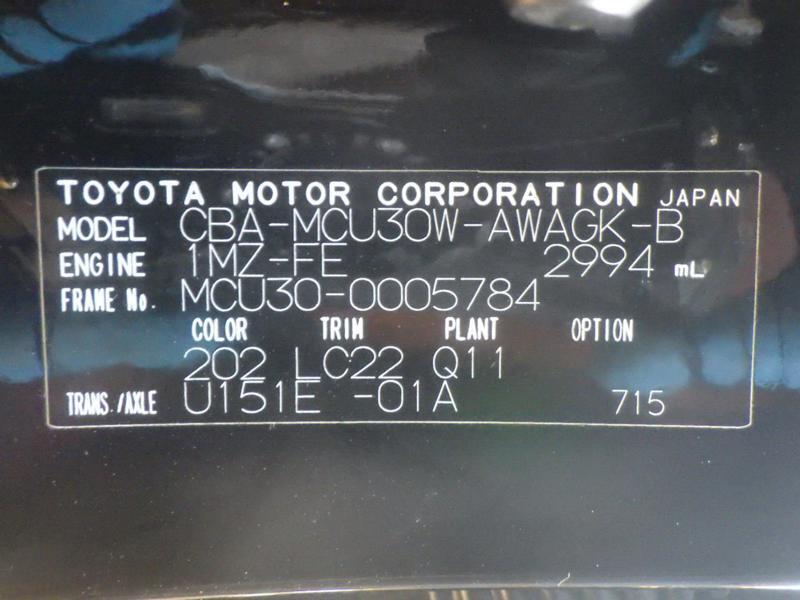 TOYOTA MOTOR CORPORATION JAPAN
MODEL CBA-MCU30W-AWAGK-B
ENGINE 1MZ-FE 2994 mL
FRAME No. MCU30-0005784
COLOR TRIM PLANT OPTION
202 LC22 Q11
TRANS./AXLE U151E -01A 715